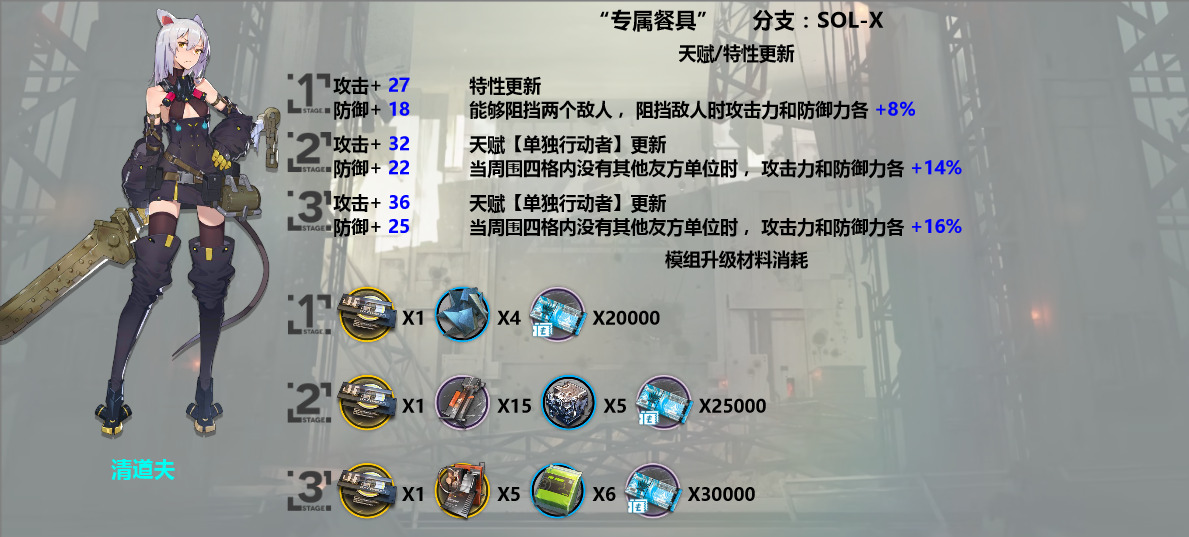 “专属餐具” 分支：SOL-X
天赋/特性更新
1 STAGE. 攻击+ 27 特性更新
防御+ 18 能够阻挡两个敌人，阻挡敌人时攻击力和防御力各 +8%
2 STAGE. 攻击+ 32 天赋【单独行动者】更新
防御+ 22 当周围四格内没有其他友方单位时，攻击力和防御力各 +14%
3 STAGE. 攻击+ 36 天赋【单独行动者】更新
防御+ 25 当周围四格内没有其他友方单位时，攻击力和防御力各 +16%
模组升级材料消耗
1 STAGE. X1 X4 X20000
2 STAGE. X1 X15 X5 X25000
3 STAGE. X1 X5 X6 X30000
清道夫